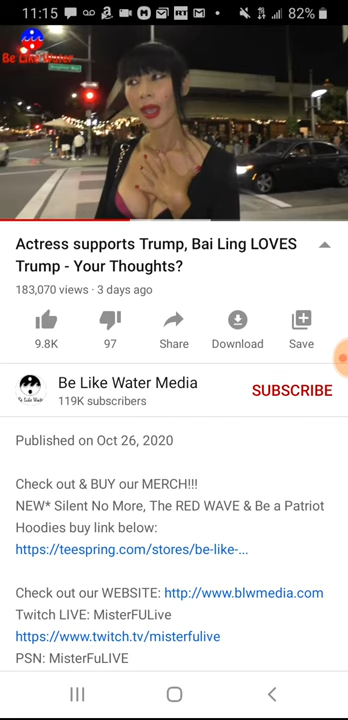 11:15
82%
Be Like Water
Actress supports Trump, Bai Ling LOVES
Trump - Your Thoughts?
183,070 views · 3 days ago
9.8K
97
Share
Download
Save
Be Like Water Media
119K subscribers
SUBSCRIBE
Published on Oct 26, 2020
Check out & BUY our MERCH!!!
NEW* Silent No More, The RED WAVE & Be a Patriot
Hoodies buy link below:
https://teespring.com/stores/be-like-...
Check out our WEBSITE: http://www.blwmedia.com
Twitch LIVE: MisterFULive
https://www.twitch.tv/misterfulive
PSN: MisterFuLIVE